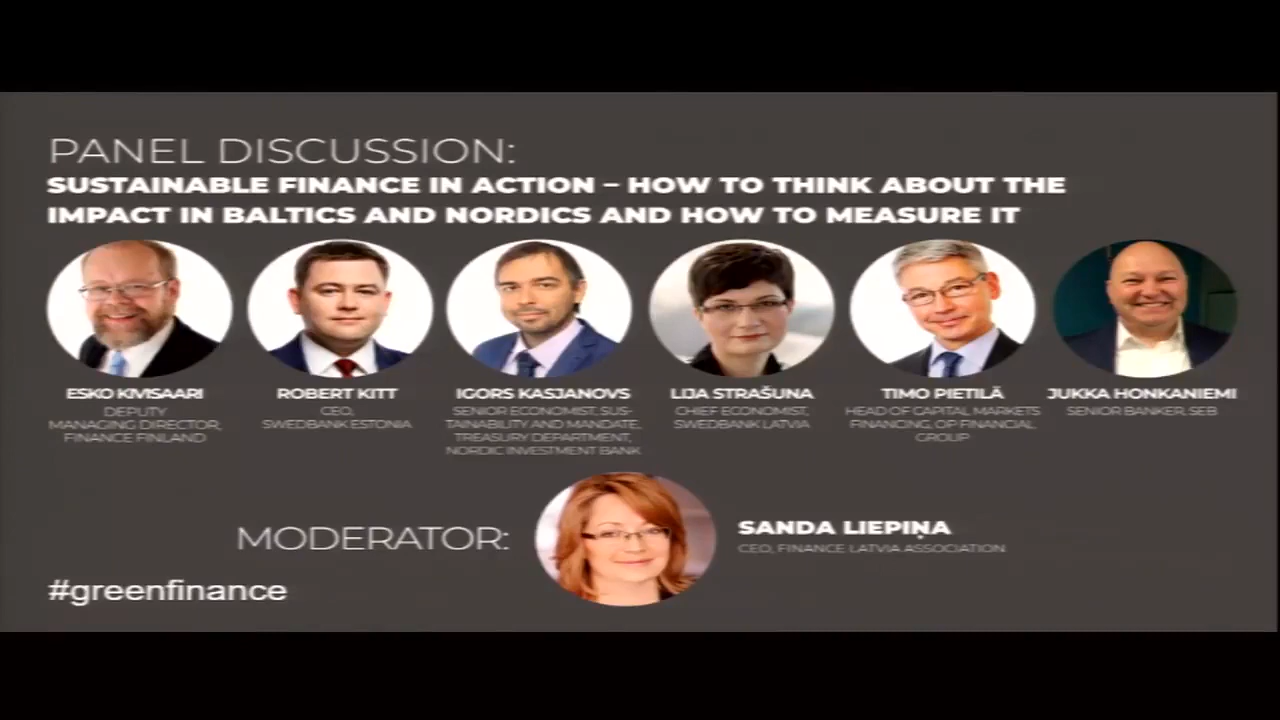 PANEL DISCUSSION:
SUSTAINABLE FINANCE IN ACTION – HOW TO THINK ABOUT THE
IMPACT IN BALTICS AND NORDICS AND HOW TO MEASURE IT
ESKO KIVISAARI
DEPUTY
MANAGING DIRECTOR,
FINANCE FINLAND
ROBERT KITT
CEO,
SWEDBANK ESTONIA
IGORS KASJANOVS
SENIOR ECONOMIST, SUS-
TAINABILITY AND MANDATE,
TREASURY DEPARTMENT,
NORDIC INVESTMENT BANK
LIJA STRAŠUNA
CHIEF ECONOMIST,
SWEDBANK LATVIA
TIMO PIETILÄ
HEAD OF CAPITAL MARKETS
FINANCING, OP FINANCIAL
GROUP
JUKKA HONKANIEMI
SENIOR BANKER, SEB
MODERATOR:
SANDA LIEPIŅA
CEO, FINANCE LATVIA ASSOCIATION
#greenfinance